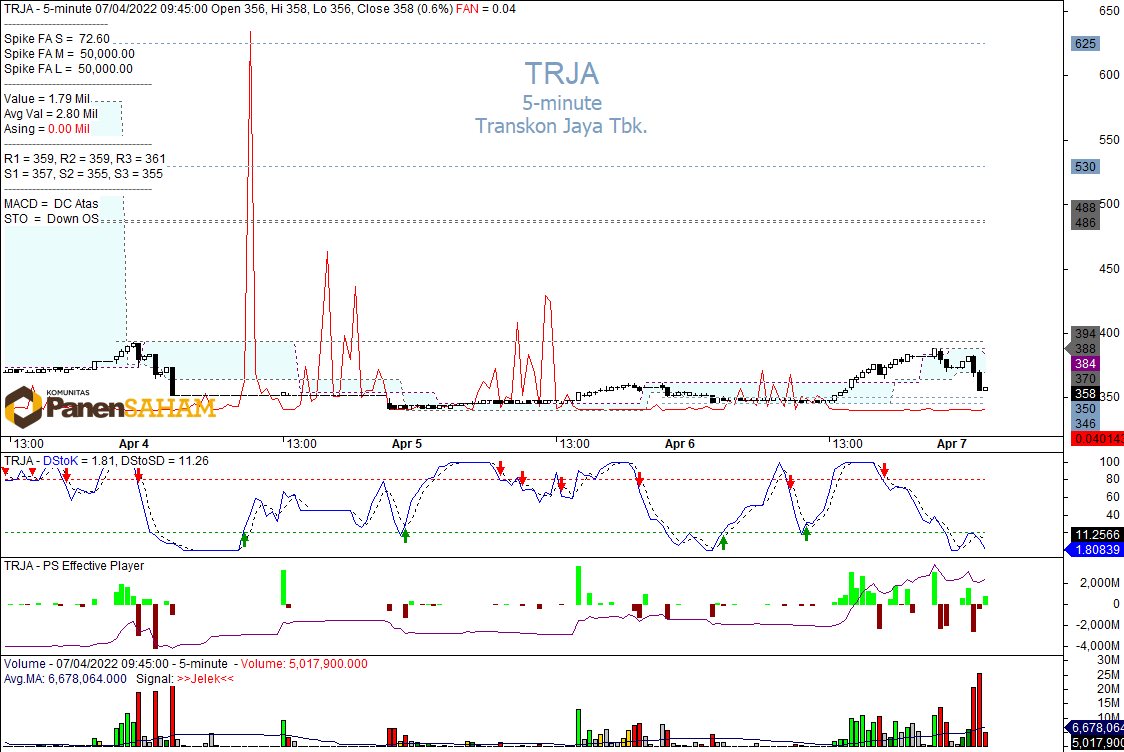 TRJA - 5-minute 07/04/2022 09:45:00 Open 356, Hi 358, Lo 356, Close 358 (0.6%) FAN = 0.04
Spike FA S = 72.60
Spike FA M = 50,000.00
Spike FA L = 50,000.00
Value = 1.79 Mil
Avg Val = 2.80 Mil
Asing = 0.00 Mil
R1 = 359, R2 = 359, R3 = 361
S1 = 357, S2 = 355, S3 = 355
MACD = DC Atas
STO = Down OS
TRJA
5-minute
Transkon Jaya Tbk.
KOMUNITAS
PanenSAHAM
650
625
600
550
530
500
488
486
450
400
394
388
384
370
358
350
350
346
0.040143
13:00 Apr 4 13:00 Apr 5 13:00 Apr 6 13:00 Apr 7
TRJA - DStoK = 1.81, DStoSD = 11.26
100
80
60
40
11.2566
1.80839
TRJA - PS Effective Player
2,000M
0
-2,000M
-4,000M
Volume - 07/04/2022 09:45:00 - 5-minute - Volume: 5,017,900.000
Avg.MA: 6,678,064.000 Signal: >>Jelek<<
30M
25M
20M
15M
10M
6,678,064
5,017,900